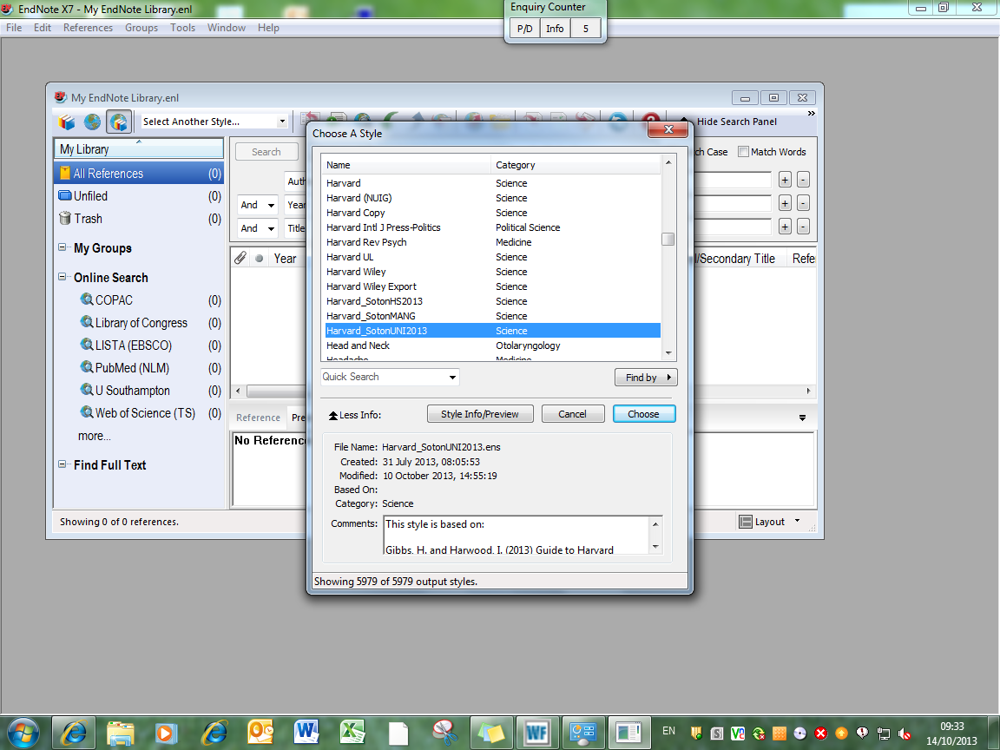 EndNote X7 - My EndNote Library.enl
Enquiry Counter
P/D Info 5
File Edit References Groups Tools Window Help
My EndNote Library.enl
Select Another Style...
Hide Search Panel
My Library
All References (0)
Unfiled (0)
Trash (0)
My Groups
Online Search
COPAC (0)
Library of Congress (0)
LISTA (EBSCO) (0)
PubMed (NLM) (0)
U Southampton (0)
Web of Science (TS) (0)
more...
Find Full Text
Search
Match Words
And
And
Year
/Secondary Title
No Referenc
Reference
Showing 0 of 0 references.
Layout
Choose A Style
Name Category
Harvard Science
Harvard (NUIG) Science
Harvard Copy Science
Harvard Intl J Press-Politics Political Science
Harvard Rev Psych Medicine
Harvard UL Science
Harvard Wiley Science
Harvard Wiley Export Science
Harvard_SotonHS2013 Science
Harvard_SotonMANG Science
Harvard_SotonUNI2013 Science
Head and Neck Otolaryngology
Headache Medicine
Quick Search
Find by
Less Info:
Style Info/Preview Cancel Choose
File Name: Harvard_SotonUNI2013.ens
Created: 31 July 2013, 08:05:53
Modified: 10 October 2013, 14:55:19
Based On:
Category: Science
Comments: This style is based on:
Gibbs, H. and Harwood, J. (2013) Guide to Harvard
Showing 5979 of 5979 output styles.
EN
09:33
14/10/2013